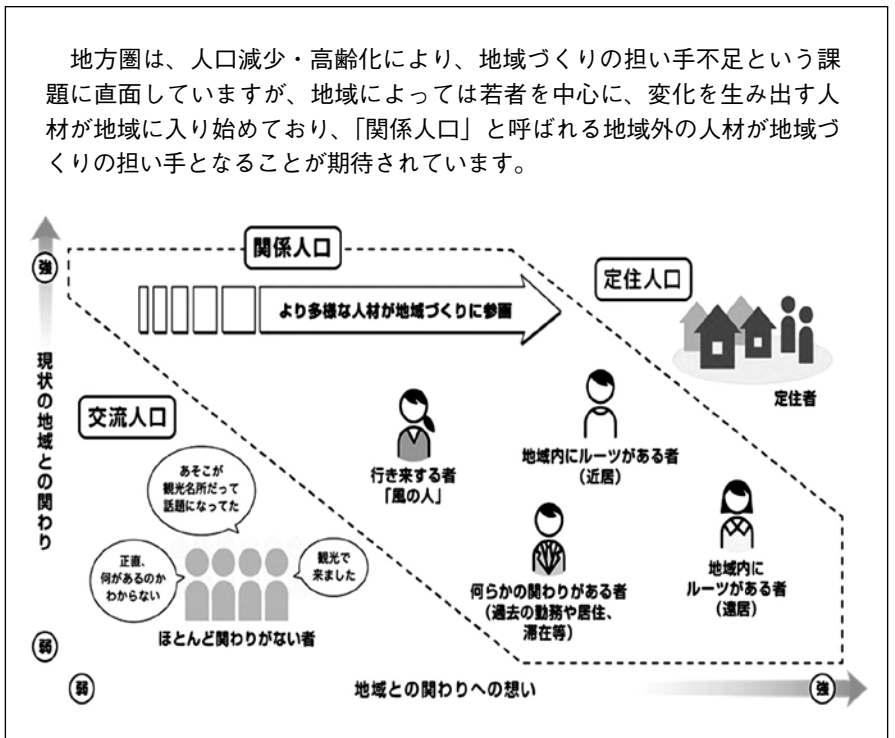 地方圏は、人口減少・高齢化により、地域づくりの担い手不足という課
題に直面していますが、地域によっては若者を中心に、変化を生み出す人
材が地域に入り始めており、「関係人口」と呼ばれる地域外の人材が地域づ
くりの担い手となることが期待されています。
強
現状の地域との関わり
弱
関係人口
より多様な人材が地域づくりに参画
定住人口
定住者
交流人口
あそこが
観光名所だって
話題になってた
正直、
何があるのか
わからない
観光で
来ました
ほとんど関わりがない者
行き来する者
「風の人」
地域内にルーツがある者
(近居)
何らかの関わりがある者
(過去の勤務や居住、
滞在等)
地域内に
ルーツがある者
(遠居)
弱
地域との関わりへの想い
強